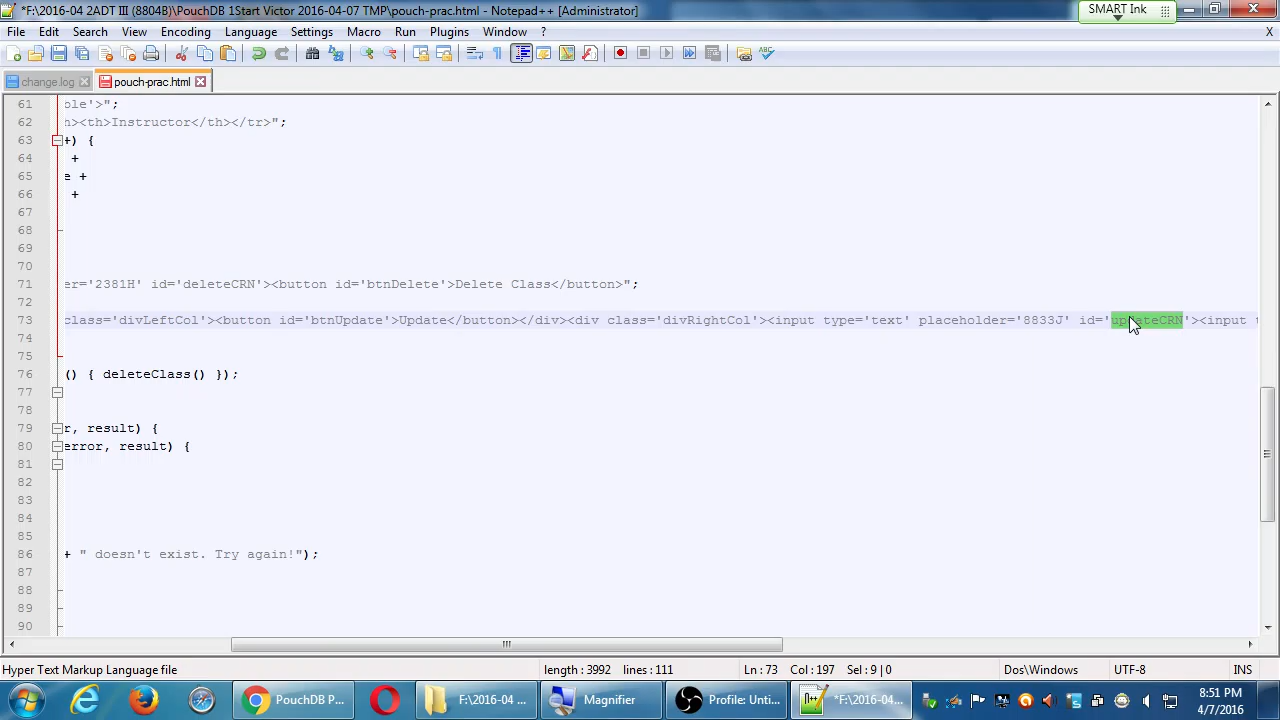 *F:\2016-04 2ADT III (8804B)\PouchDB 1Start Victor 2016-04-07 TMP\pouch-prac.html - Notepad++ [Administrator]
SMART Ink
File Edit Search View Encoding Language Settings Macro Run Plugins Window ? X
change.log pouch-prac.html
61 ole'>";
62 h><th>Instructor</th></tr>";
63 +) {
64 +
65 e +
66 +
67
68
69
70
71 er='2381H' id='deleteCRN'><button id='btnDelete'>Delete Class</button>";
72
73 class='divLeftCol'><button id='btnUpdate'>Update</button></div><div class='divRightCol'><input type='text' placeholder='8833J' id='updateCRN'><input t
74
75
76 () { deleteClass() });
77
78
79 r, result) {
80 error, result) {
81
82
83
84
85
86 + " doesn't exist. Try again!");
87
88
89
90
Hyper Text Markup Language file length : 3992 lines : 111 Ln : 73 Col : 197 Sel : 9 | 0 Dos\Windows UTF-8 INS
PouchDB P... F:\2016-04 ... Magnifier Profile: Unti... *F:\2016-04...
8:51 PM
4/7/2016